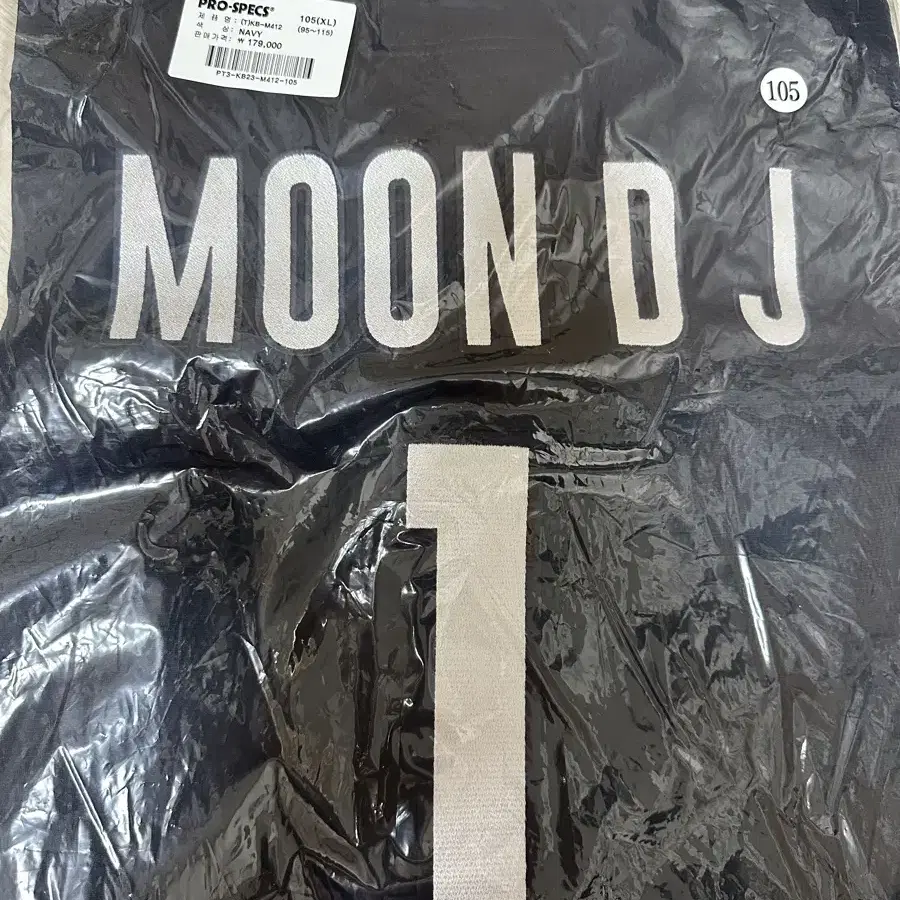 PRO-SPECS®
105(XL)
제 품 명 : (T)KB-M412
(95~115)
색 상 : NAVY
판매가격 : ₩ 179,000
PT3-KB23-M412-105
105
MOON D J
1